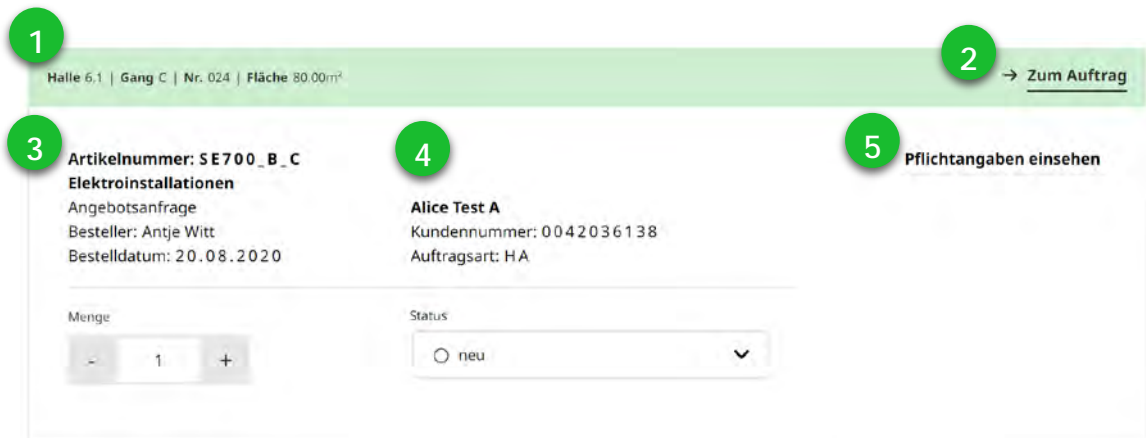 1
Halle 6.1 | Gang C | Nr. 024 | Fläche 80.00m²
2
→ Zum Auftrag
3
Artikelnummer: SE700_B_C
Elektroinstallationen
Angebotsanfrage
Besteller: Antje Witt
Bestelldatum: 20.08.2020
4
Alice Test A
Kundennummer: 0042036138
Auftragsart: HA
5
Pflichtangaben einsehen
Menge
- 1 +
Status
neu